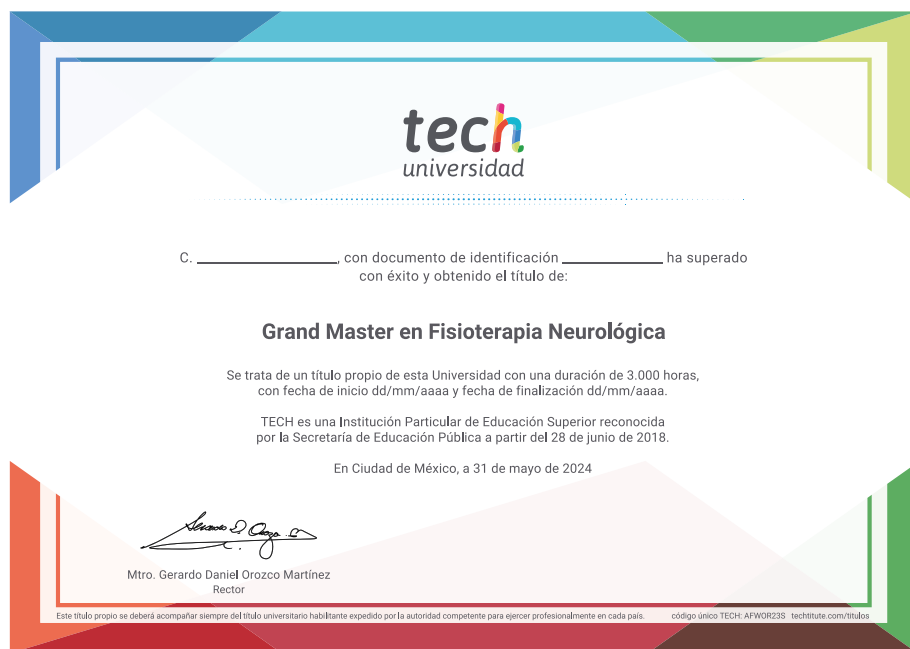 tech
universidad
C. ____________, con documento de identificación ____________ ha superado
con éxito y obtenido el título de:
Grand Master en Fisioterapia Neurológica
Se trata de un título propio de esta Universidad con una duración de 3.000 horas,
con fecha de inicio dd/mm/aaaa y fecha de finalización dd/mm/aaaa.
TECH es una Institución Particular de Educación Superior reconocida
por la Secretaría de Educación Pública a partir del 28 de junio de 2018.
En Ciudad de México, a 31 de mayo de 2024
Mtro. Gerardo Daniel Orozco Martínez
Rector
Este título propio se deberá acompañar siempre del título universitario habilitante expedido por la autoridad competente para ejercer profesionalmente en cada país. código único TECH: AFWOR23S techtitute.com/titulos